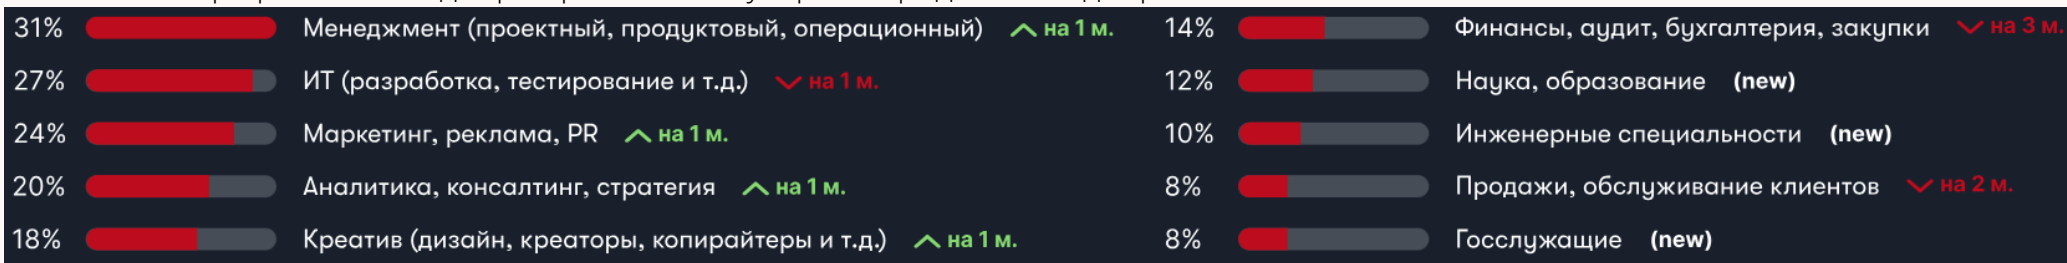 31% Менеджмент (проектный, продуктовый, операционный) на 1 м.
27% ИТ (разработка, тестирование и т.д.) на 1 м.
24% Маркетинг, реклама, PR на 1 м.
20% Аналитика, консалтинг, стратегия на 1 м.
18% Креатив (дизайн, креаторы, копирайтеры и т.д.) на 1 м.
14% Финансы, аудит, бухгалтерия, закупки на 3 м.
12% Наука, образование (new)
10% Инженерные специальности (new)
8% Продажи, обслуживание клиентов на 2 м.
8% Госслужащие (new)